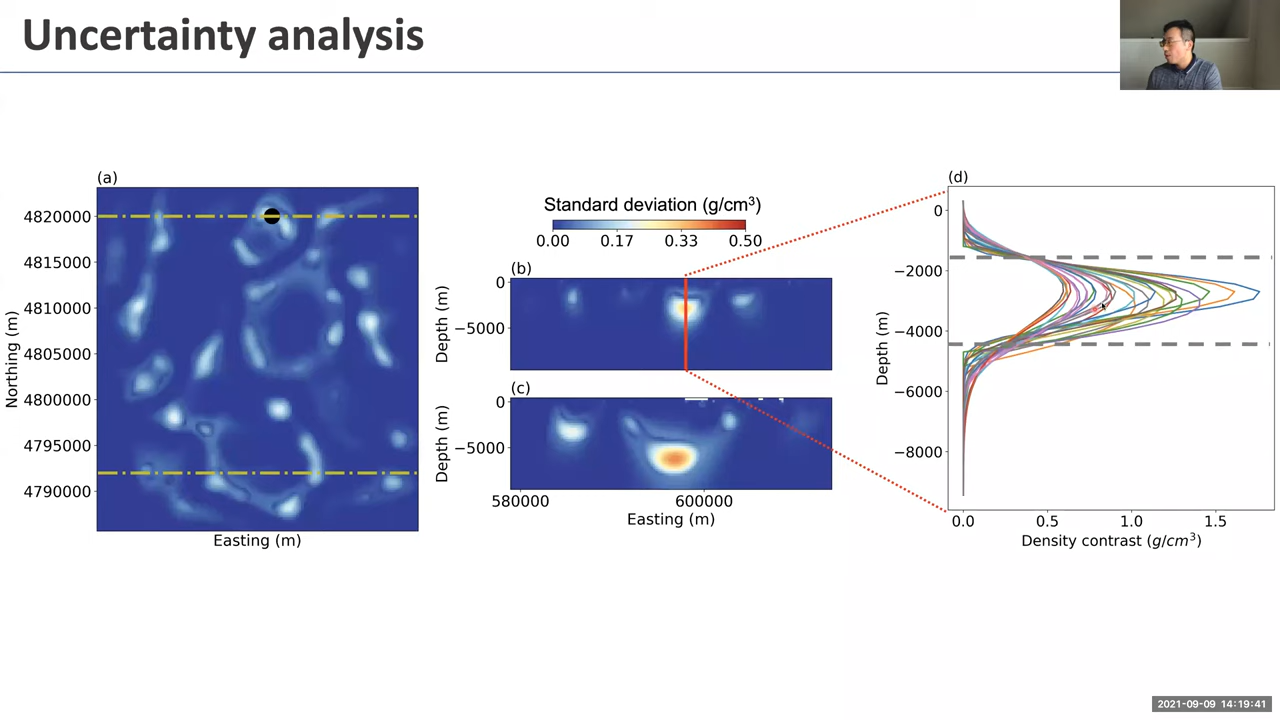 Uncertainty analysis
(a)
4820000
4815000
4810000
4805000
4800000
4795000
4790000
Northing (m)
Easting (m)
Standard deviation (g/cm³)
0.00 0.17 0.33 0.50
(b)
0
−5000
Depth (m)
(c)
0
−5000
Depth (m)
580000 600000
Easting (m)
(d)
0
−2000
−4000
−6000
−8000
Depth (m)
0.0 0.5 1.0 1.5
Density contrast (g/cm³)
2021-09-09 14:19:41